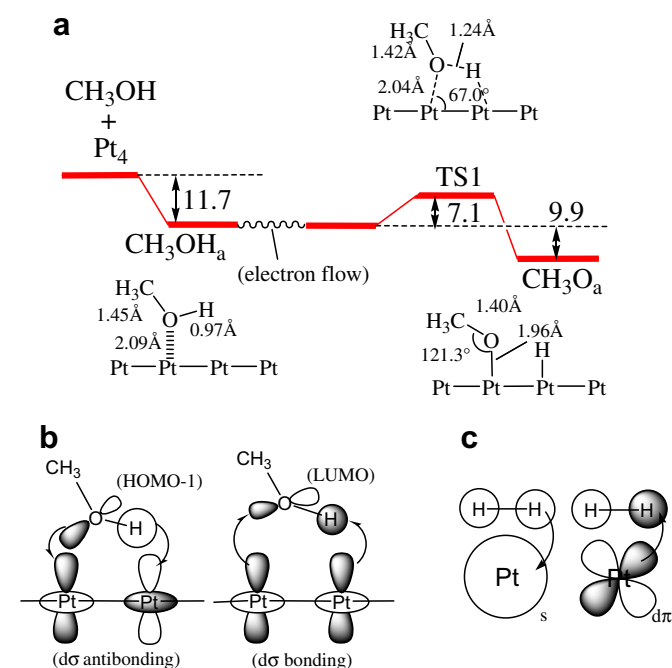 a
CH3OH
+
Pt4
11.7
CH3OHa
(electron flow)
TS1
7.1
9.9
CH3Oa
H3C
1.42Å
1.24Å
O
H
2.04Å
67.0°
Pt Pt Pt Pt
H3C
H
1.45Å
O
0.97Å
2.09Å
Pt Pt Pt Pt
1.40Å
H3C
O
1.96Å
121.3°
H
Pt Pt Pt Pt
b
CH3
(HOMO-1)
O
H
Pt Pt
(dσ antibonding)
CH3
(LUMO)
O
H
Pt Pt
(dσ bonding)
c
H H
Pt
s
H H
Pt
dπ